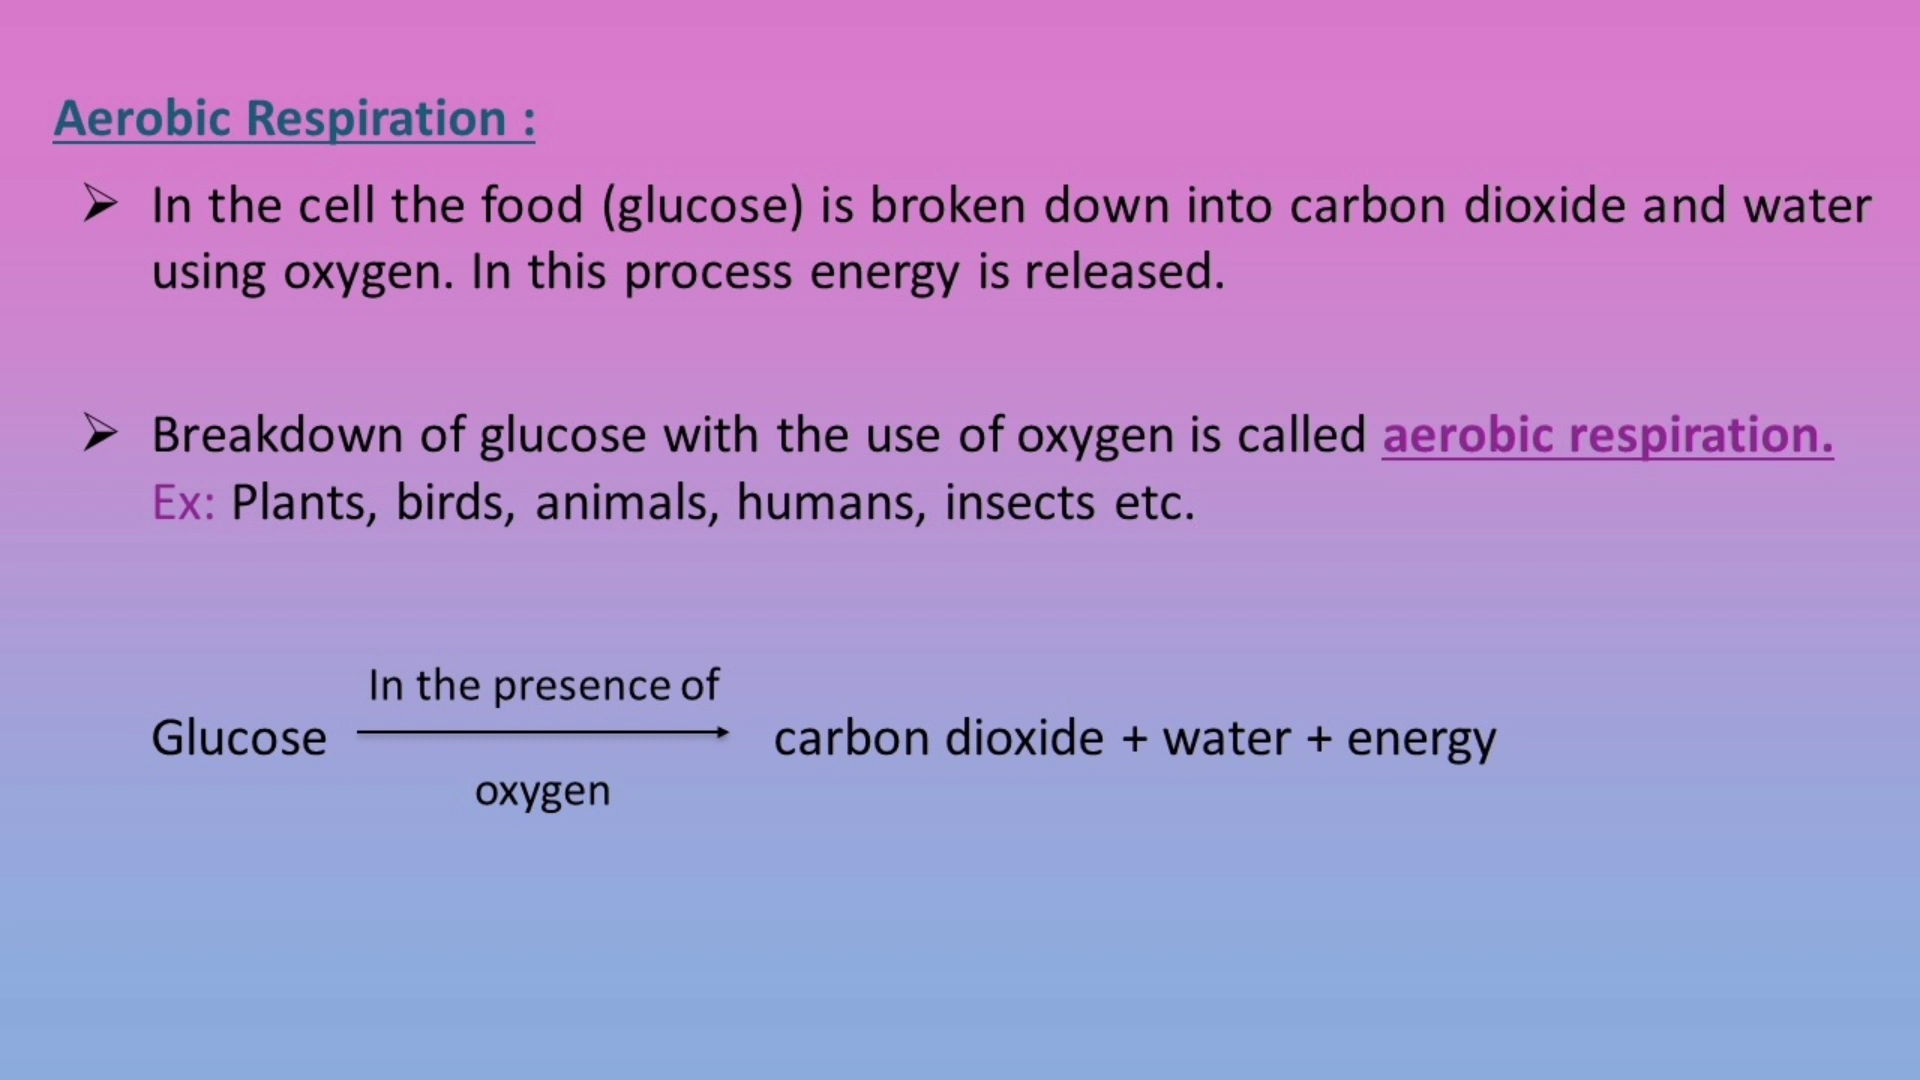 Aerobic Respiration :
➢ In the cell the food (glucose) is broken down into carbon dioxide and water
using oxygen. In this process energy is released.
➢ Breakdown of glucose with the use of oxygen is called aerobic respiration.
Ex: Plants, birds, animals, humans, insects etc.
In the presence of
Glucose → carbon dioxide + water + energy
oxygen